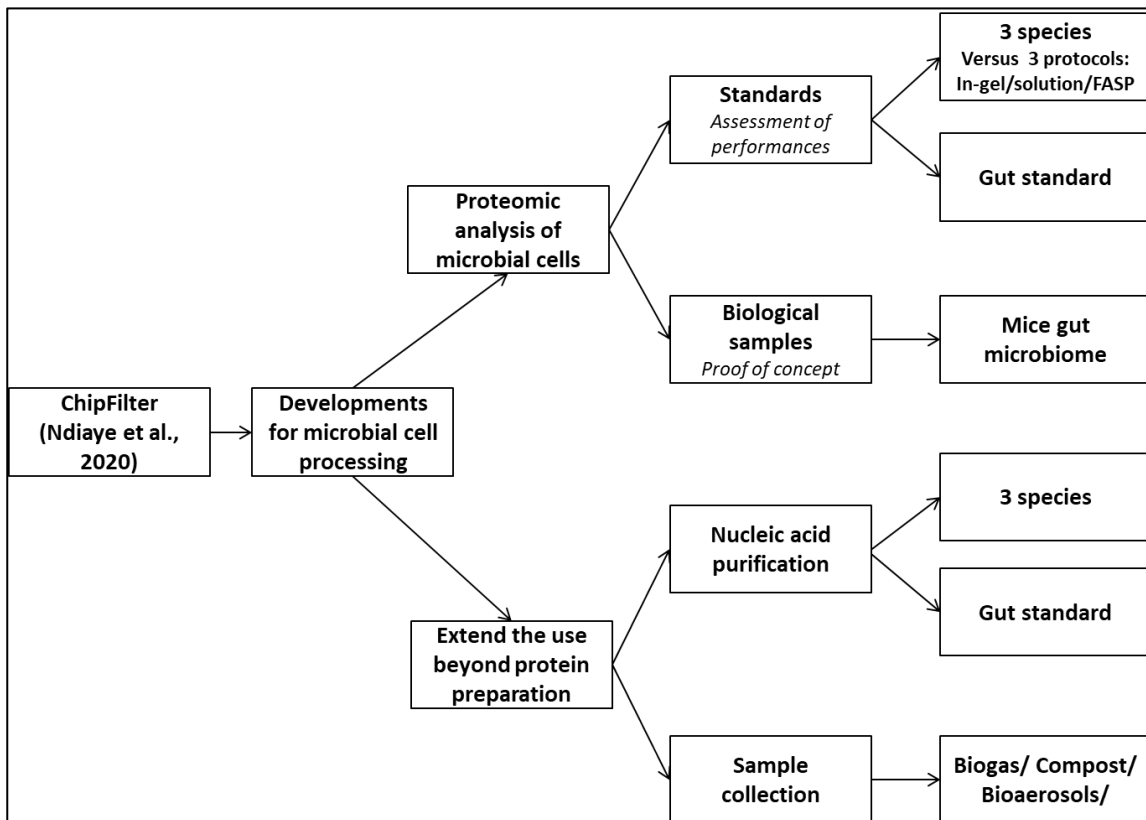 ChipFilter
(Ndiaye et al.,
2020)
Developments
for microbial cell
processing
Proteomic
analysis of
microbial cells
Standards
Assessment of
performances
3 species
Versus 3 protocols:
In-gel/solution/FASP
Gut standard
Biological
samples
Proof of concept
Mice gut
microbiome
Extend the use
beyond protein
preparation
Nucleic acid
purification
3 species
Gut standard
Sample
collection
Biogas/ Compost/
Bioaerosols/